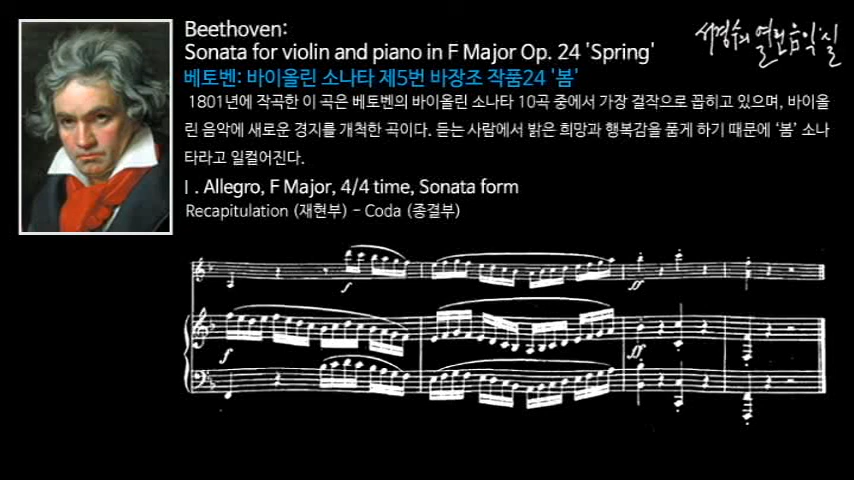 Beethoven:
Sonata for violin and piano in F Major Op. 24 'Spring'
서경수의 열린음악실
베토벤: 바이올린 소나타 제5번 바장조 작품24 '봄'
1801년에 작곡한 이 곡은 베토벤의 바이올린 소나타 10곡 중에서 가장 걸작으로 꼽히고 있으며, 바이올
린 음악에 새로운 경지를 개척한 곡이다. 듣는 사람에서 밝은 희망과 행복감을 품게 하기 때문에 ‘봄’ 소나
타라고 일컬어진다.
I . Allegro, F Major, 4/4 time, Sonata form
Recapitulation (재현부) - Coda (종결부)
f
ff
f
ff